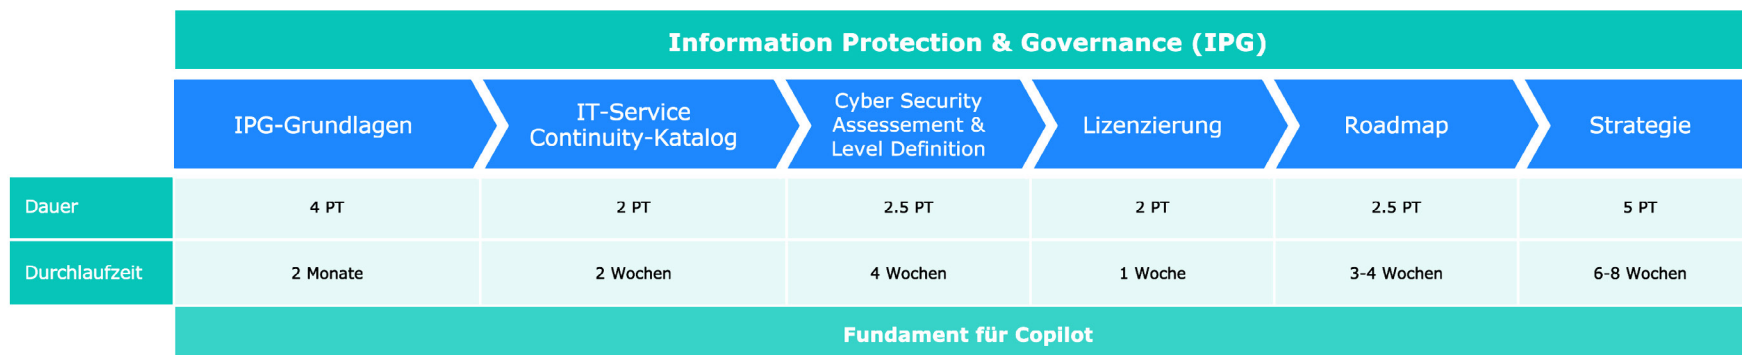 Information Protection & Governance (IPG)
IPG-Grundlagen
IT-Service
Continuity-Katalog
Cyber Security
Assessement &
Level Definition
Lizenzierung
Roadmap
Strategie
Dauer
4 PT
2 PT
2.5 PT
2 PT
2.5 PT
5 PT
Durchlaufzeit
2 Monate
2 Wochen
4 Wochen
1 Woche
3-4 Wochen
6-8 Wochen
Fundament für Copilot